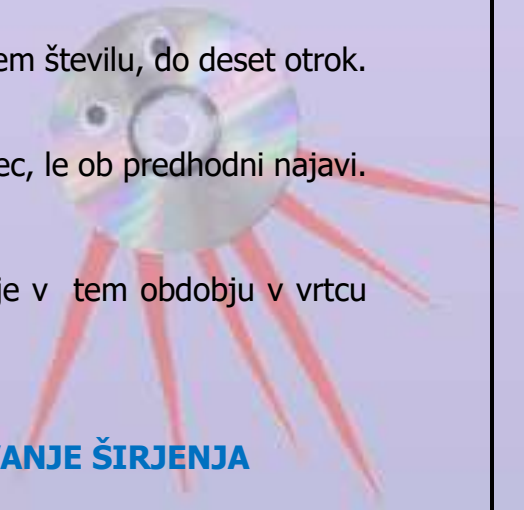 em številu, do deset otrok.
ec, le ob predhodni najavi.
je v tem obdobju v vrtcu
ANJE ŠIRJENJA